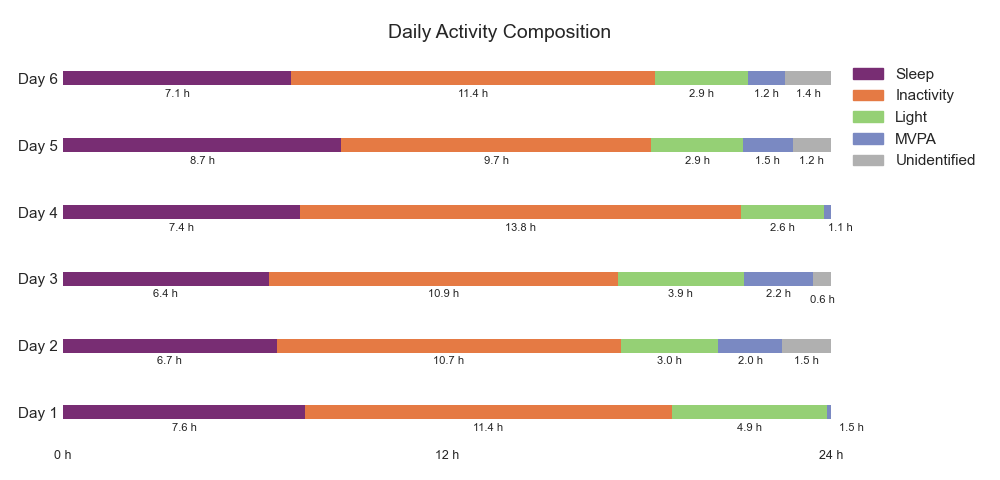 Daily Activity Composition
Day 6
7.1 h 11.4 h 2.9 h 1.2 h 1.4 h
Day 5
8.7 h 9.7 h 2.9 h 1.5 h 1.2 h
Day 4
7.4 h 13.8 h 2.6 h 1.1 h
Day 3
6.4 h 10.9 h 3.9 h 2.2 h 0.6 h
Day 2
6.7 h 10.7 h 3.0 h 2.0 h 1.5 h
Day 1
7.6 h 11.4 h 4.9 h 1.5 h
0 h 12 h 24 h
Sleep
Inactivity
Light
MVPA
Unidentified